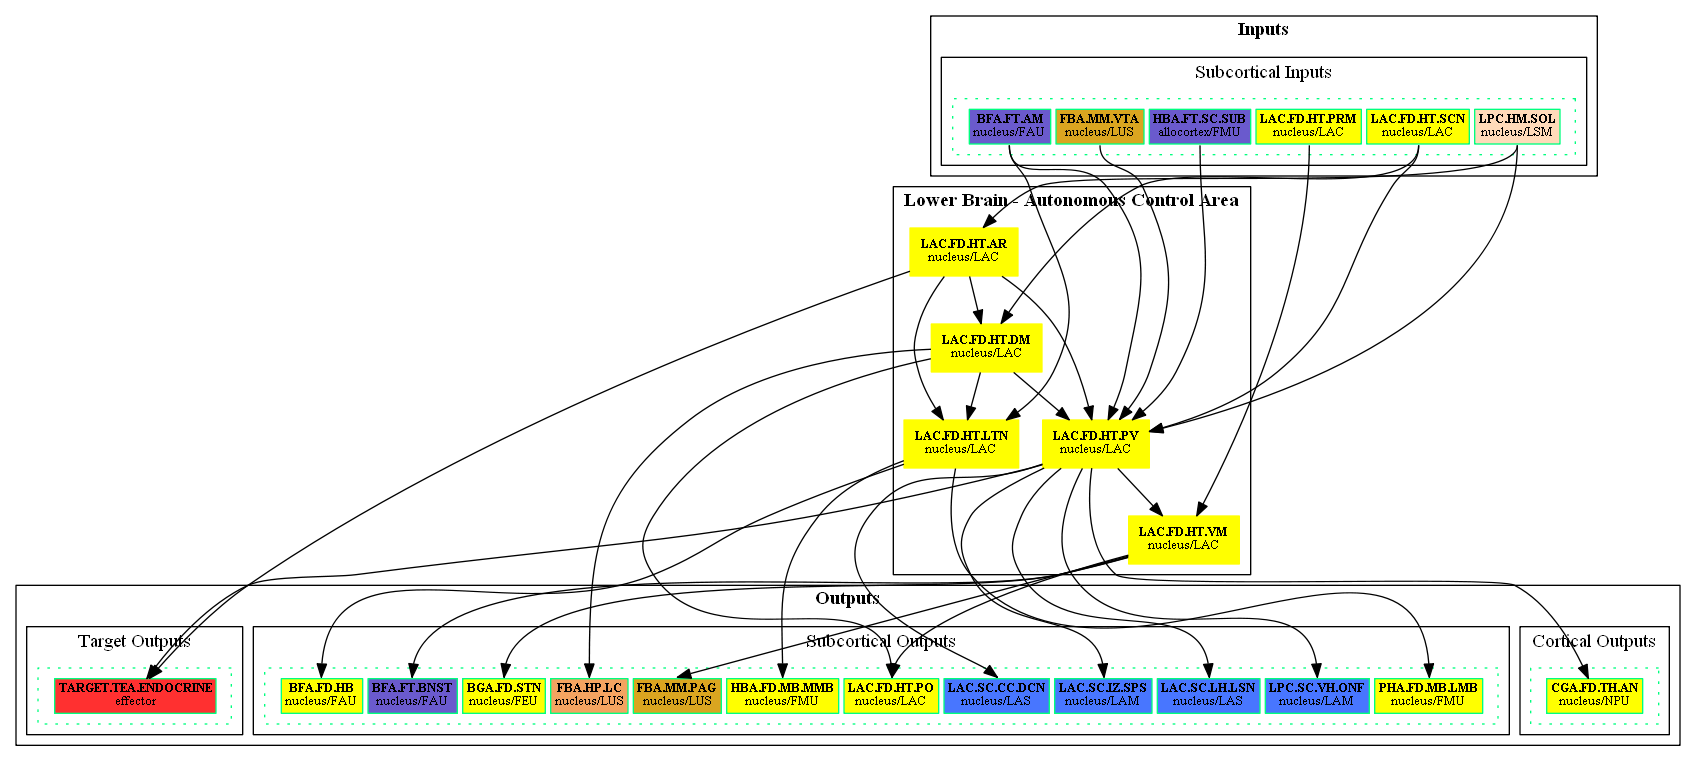 Inputs
Subcortical Inputs
BFA.FT.AM
nucleus/FAU
FBA.MM.VTA
nucleus/LUS
HBA.FT.SC.SUB
allocortex/FMU
LAC.FD.HT.PRM
nucleus/LAC
LAC.FD.HT.SCN
nucleus/LAC
LPC.HM.SOL
nucleus/LSM
Lower Brain - Autonomous Control Area
LAC.FD.HT.AR
nucleus/LAC
LAC.FD.HT.DM
nucleus/LAC
LAC.FD.HT.LTN
nucleus/LAC
LAC.FD.HT.PV
nucleus/LAC
LAC.FD.HT.VM
nucleus/LAC
Outputs
Target Outputs
TARGET.TEA.ENDOCRINE
effector
Subcortical Outputs
BFA.FD.HB
nucleus/FAU
BFA.FT.BNST
nucleus/FAU
BGA.FD.STN
nucleus/FEU
FBA.HP.LC
nucleus/LUS
FBA.MM.PAG
nucleus/LUS
HBA.FD.MB.MMB
nucleus/FMU
LAC.FD.HT.PO
nucleus/LAC
LAC.SC.CC.DCN
nucleus/LAS
LAC.SC.IZ.SPS
nucleus/LAM
LAC.SC.LH.LSN
nucleus/LAS
LPC.SC.VH.ONF
nucleus/LAM
PHA.FD.MB.LMB
nucleus/FMU
Cortical Outputs
CGA.FD.TH.AN
nucleus/NPU